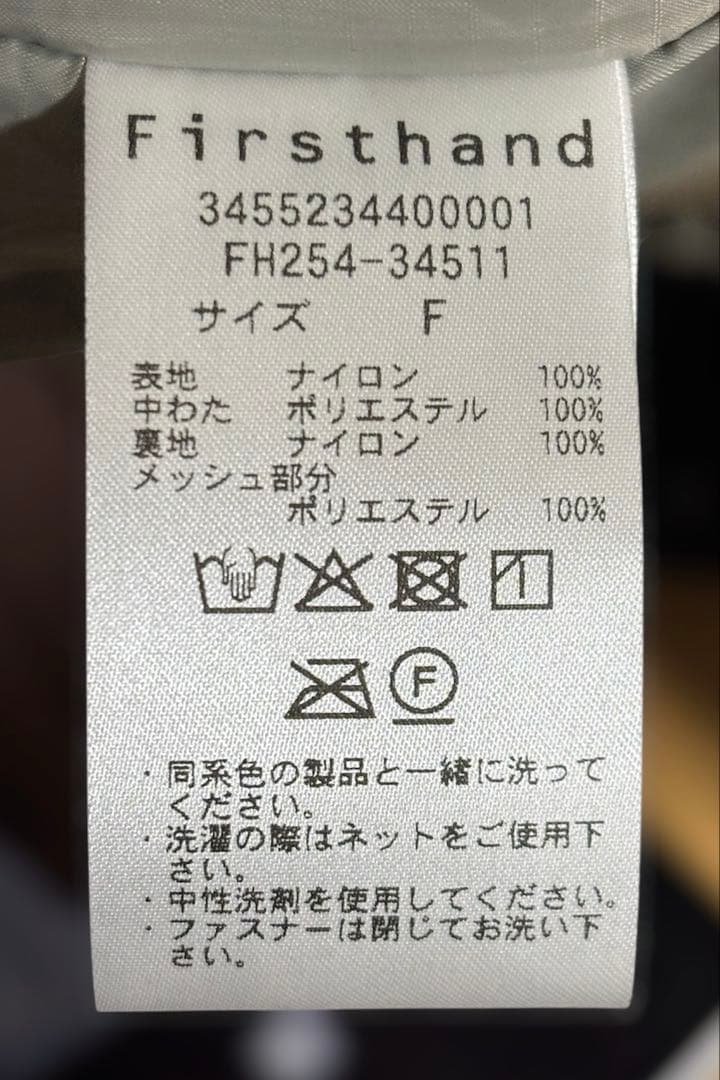 Firsthand
3455234400001
FH254-34511
サイズ F
表地 ナイロン 100%
中わた ポリエステル 100%
裏地 ナイロン 100%
メッシュ部分
ポリエステル 100%
F
・同系色の製品と一緒に洗って
ください。
・洗濯の際はネットをご使用下
さい。
・中性洗剤を使用してください。
・ファスナーは閉じてお洗い下
さい。